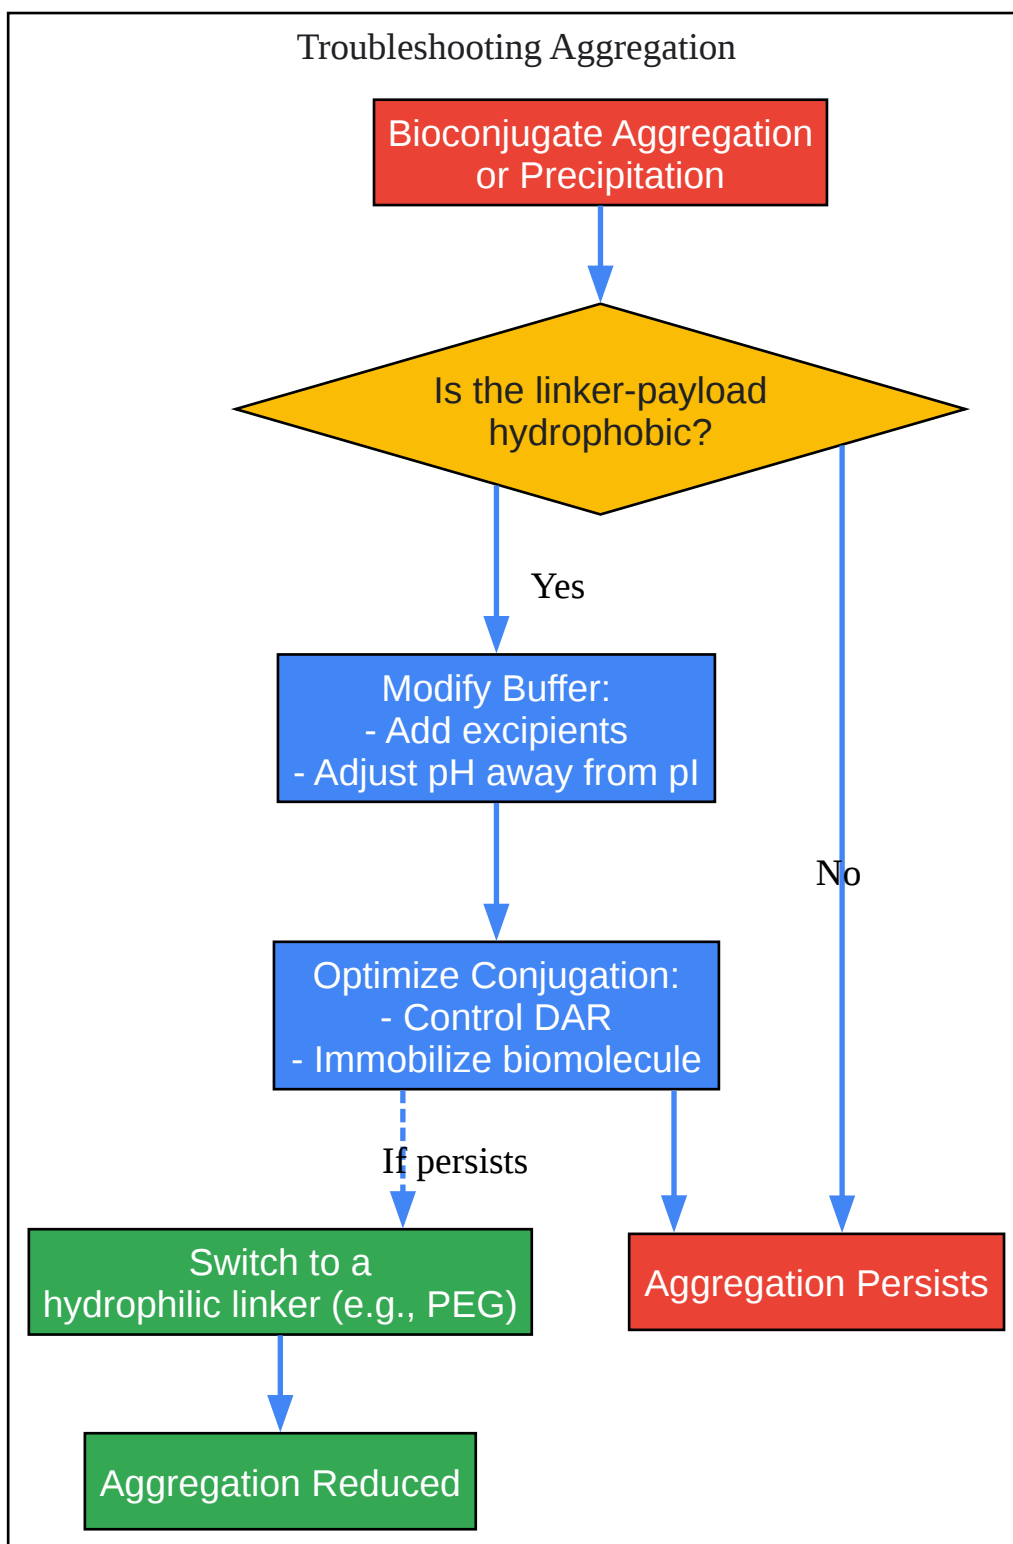 Troubleshooting Aggregation
Bioconjugate Aggregation
or Precipitation
Is the linker-payload
hydrophobic?
Yes
Modify Buffer:
- Add excipients
- Adjust pH away from pI
No
Optimize Conjugation:
- Control DAR
- Immobilize biomolecule
If persists
Switch to a
hydrophilic linker (e.g., PEG)
Aggregation Persists
Aggregation Reduced